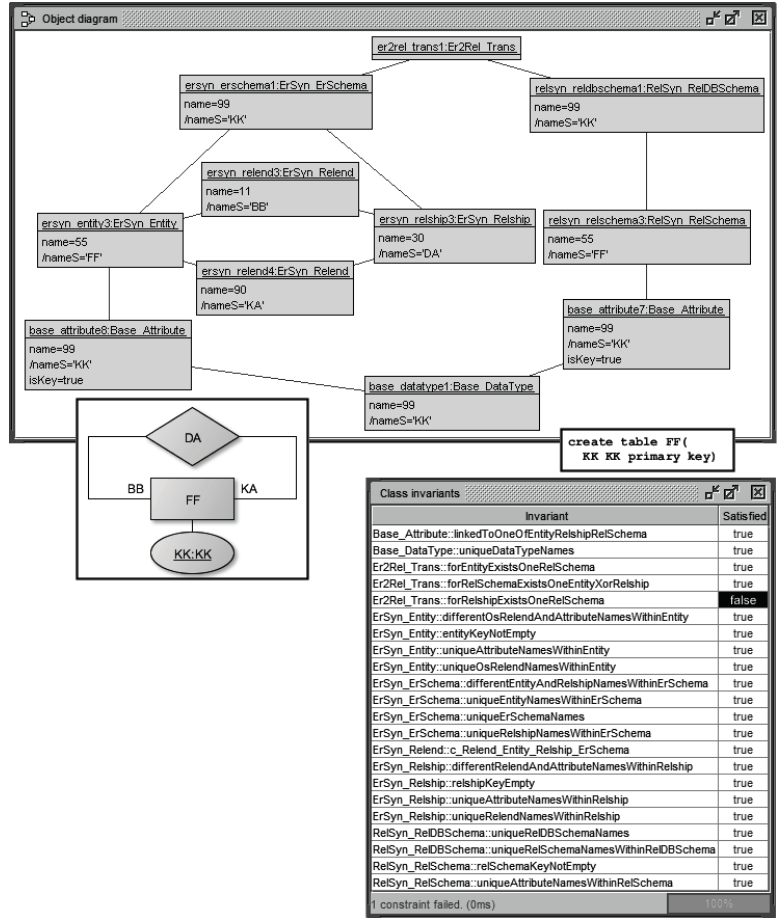 Object diagram
er2rel_trans1:Er2Rel_Trans
ersyn_erschema1:ErSyn_ErSchema
name=99
/nameS='KK'
relsyn_reldbschema1:RelSyn_RelDBSchema
name=99
/nameS='KK'
ersyn_relend3:ErSyn_Relend
name=11
/nameS='BB'
ersyn_entity3:ErSyn_Entity
name=55
/nameS='FF'
ersyn_relship3:ErSyn_Relship
name=30
/nameS='DA'
relsyn_relschema3:RelSyn_RelSchema
name=55
/nameS='FF'
ersyn_relend4:ErSyn_Relend
name=90
/nameS='KA'
base_attribute8:Base_Attribute
name=99
/nameS='KK'
isKey=true
base_attribute7:Base_Attribute
name=99
/nameS='KK'
isKey=true
base_datatype1:Base_DataType
name=99
/nameS='KK'
DA
BB
FF
KA
KK:KK
create table FF(
KK KK primary key)
Class invariants
Invariant Satisfied
Base_Attribute::linkedToOneOfEntityRelshipRelSchema true
Base_DataType::uniqueDataTypeNames true
Er2Rel_Trans::forEntityExistsOneRelSchema true
Er2Rel_Trans::forRelSchemaExistsOneEntityXorRelship true
Er2Rel_Trans::forRelshipExistsOneRelSchema false
ErSyn_Entity::differentOsRelendAndAttributeNamesWithinEntity true
ErSyn_Entity::entityKeyNotEmpty true
ErSyn_Entity::uniqueAttributeNamesWithinEntity true
ErSyn_Entity::uniqueOsRelendNamesWithinEntity true
ErSyn_ErSchema::differentEntityAndRelshipNamesWithinErSchema true
ErSyn_ErSchema::uniqueEntityNamesWithinErSchema true
ErSyn_ErSchema::uniqueErSchemaNames true
ErSyn_ErSchema::uniqueRelshipNamesWithinErSchema true
ErSyn_Relend::c_Relend_Entity_Relship_ErSchema true
ErSyn_Relship::differentRelendAndAttributeNamesWithinRelship true
ErSyn_Relship::relshipKeyEmpty true
ErSyn_Relship::uniqueAttributeNamesWithinRelship true
ErSyn_Relship::uniqueRelendNamesWithinRelship true
RelSyn_RelDBSchema::uniqueRelDBSchemaNames true
RelSyn_RelDBSchema::uniqueRelSchemaNamesWithinRelDBSchema true
RelSyn_RelSchema::relSchemaKeyNotEmpty true
RelSyn_RelSchema::uniqueAttributeNamesWithinRelSchema true
1 constraint failed. (0ms) 100%